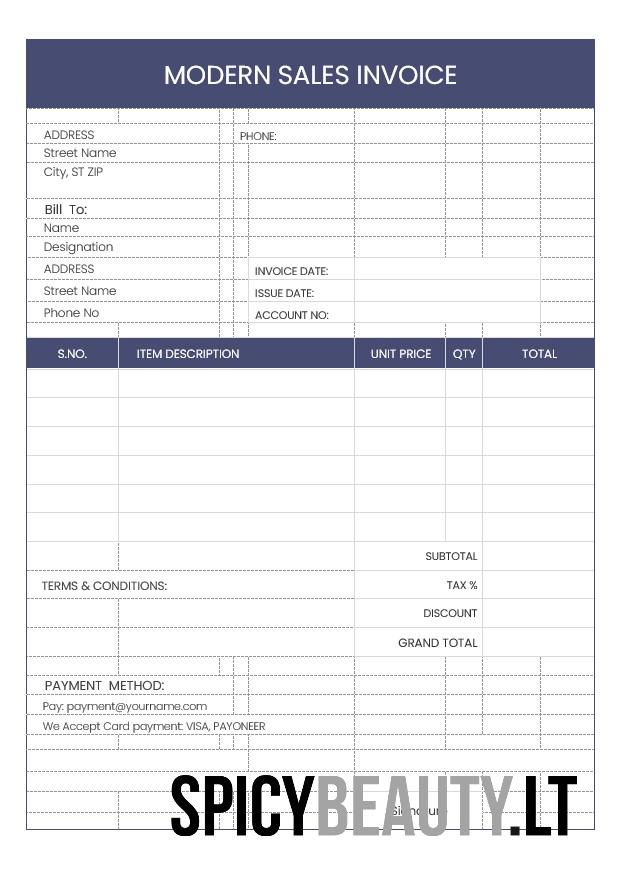 MODERN SALES INVOICE
ADDRESS PHONE:
Street Name
City, ST ZIP
Bill To:
Name
Designation
ADDRESS INVOICE DATE:
Street Name ISSUE DATE:
Phone No ACCOUNT NO:
S.NO. ITEM DESCRIPTION UNIT PRICE QTY TOTAL
SUBTOTAL
TERMS & CONDITIONS: TAX %
DISCOUNT
GRAND TOTAL
PAYMENT METHOD:
Pay: payment@yourname.com
We Accept Card payment: VISA, PAYONEER
Signature
SPICYBEAUTY.LT